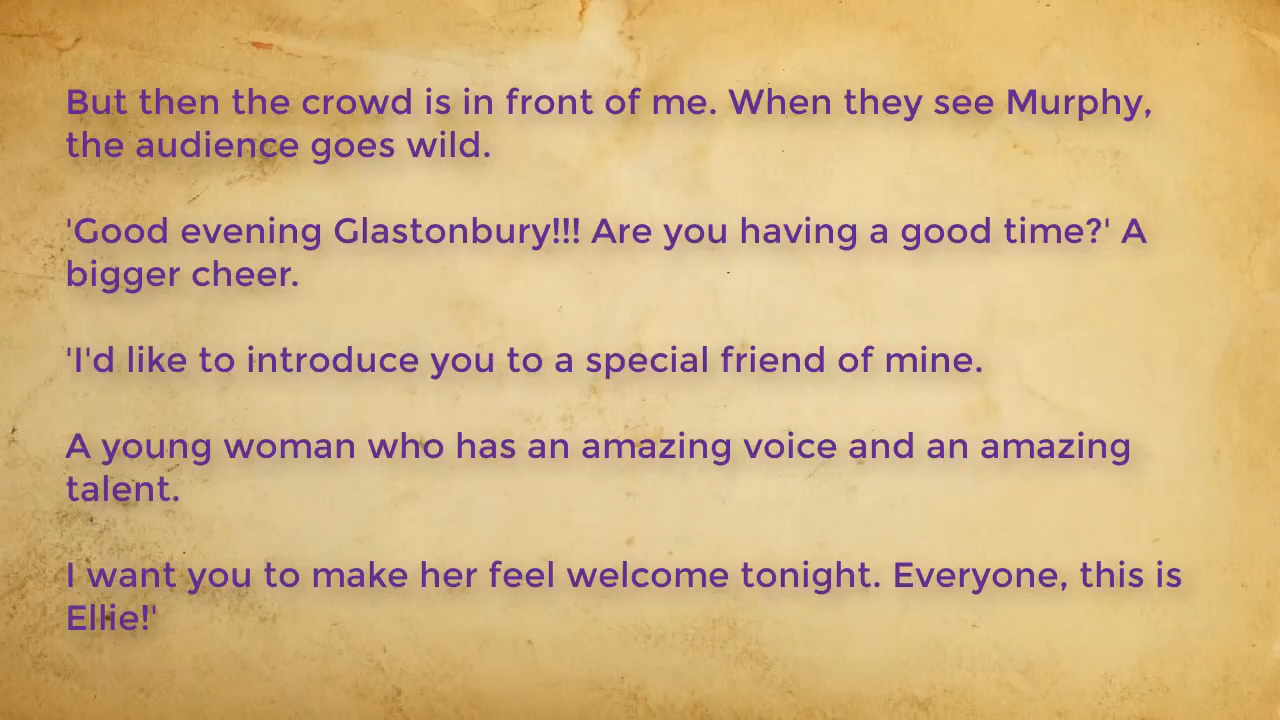 But then the crowd is in front of me. When they see Murphy,
the audience goes wild.
'Good evening Glastonbury!!! Are you having a good time?' A
bigger cheer.
'I'd like to introduce you to a special friend of mine.
A young woman who has an amazing voice and an amazing
talent.
I want you to make her feel welcome tonight. Everyone, this is
Ellie!'